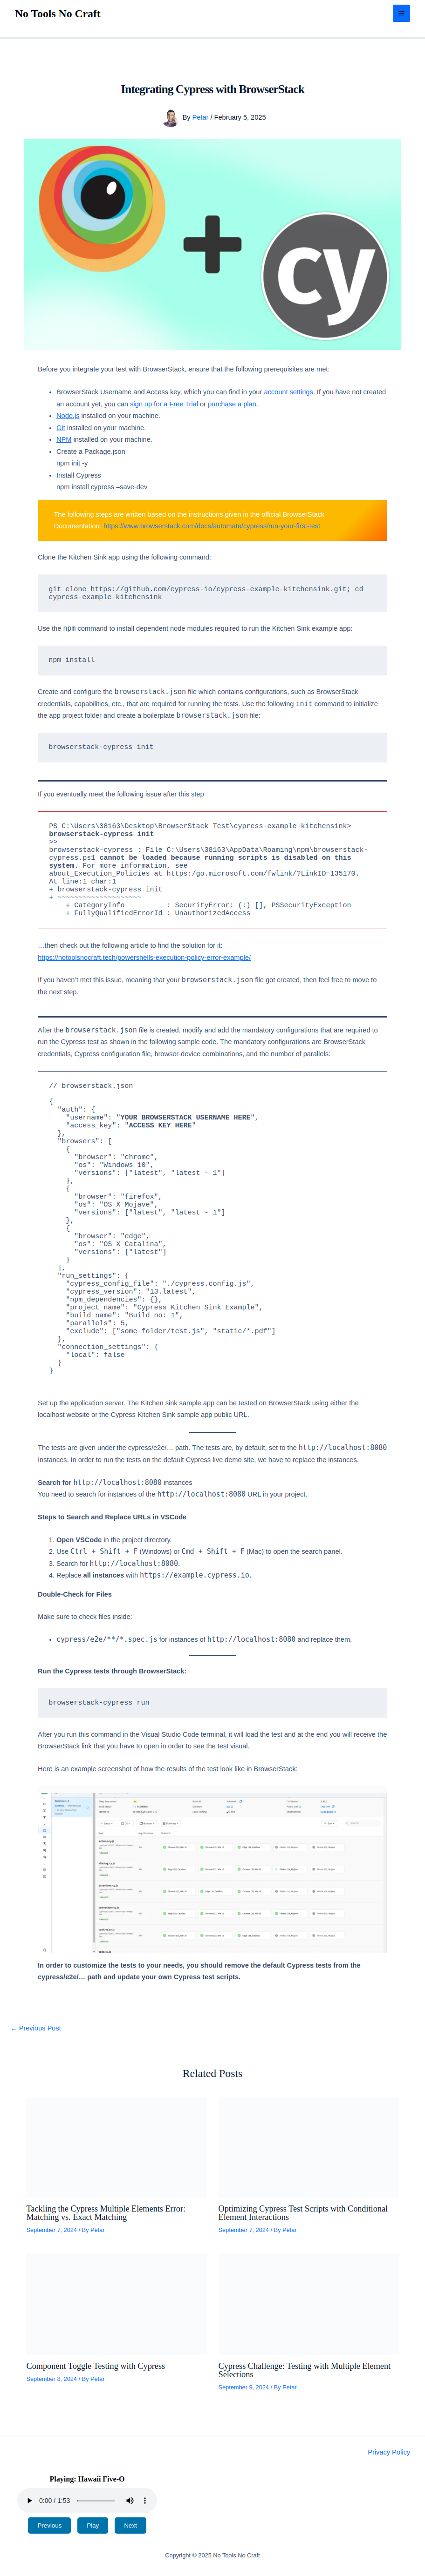 No Tools No Craft
Integrating Cypress with BrowserStack
By Petar / February 5, 2025
cy
Before you integrate your test with BrowserStack, ensure that the following prerequisites are met:
BrowserStack Username and Access key, which you can find in your account settings. If you have not created
an account yet, you can sign up for a Free Trial or purchase a plan.
Node.js installed on your machine.
Git installed on your machine.
NPM installed on your machine.
Create a Package.json
npm init -y
Install Cypress
npm install cypress –save-dev
The following steps are written based on the instructions given in the official BrowserStack
Documentation: https://www.browserstack.com/docs/automate/cypress/run-your-first-test
Clone the Kitchen Sink app using the following command:
git clone https://github.com/cypress-io/cypress-example-kitchensink.git; cd
cypress-example-kitchensink
Use the npm command to install dependent node modules required to run the Kitchen Sink example app:
npm install
Create and configure the browserstack.json file which contains configurations, such as BrowserStack
credentials, capabilities, etc., that are required for running the tests. Use the following init command to initialize
the app project folder and create a boilerplate browserstack.json file:
browserstack-cypress init
If you eventually meet the following issue after this step
PS C:\Users\38163\Desktop\BrowserStack Test\cypress-example-kitchensink>
browserstack-cypress init
>>
browserstack-cypress : File C:\Users\38163\AppData\Roaming\npm\browserstack-
cypress.ps1 cannot be loaded because running scripts is disabled on this
system. For more information, see
about_Execution_Policies at https:/go.microsoft.com/fwlink/?LinkID=135170.
At line:1 char:1
+ browserstack-cypress init
+ ~~~~~~~~~~~~~~~~~~~~
+ CategoryInfo : SecurityError: (:) [], PSSecurityException
+ FullyQualifiedErrorId : UnauthorizedAccess
…then check out the following article to find the solution for it:
https://notoolsnocraft.tech/powershells-execution-policy-error-example/
If you haven’t met this issue, meaning that your browserstack.json file got created, then feel free to move to
the next step.
After the browserstack.json file is created, modify and add the mandatory configurations that are required to
run the Cypress test as shown in the following sample code. The mandatory configurations are BrowserStack
credentials, Cypress configuration file, browser-device combinations, and the number of parallels:
// browserstack.json
{
"auth": {
"username": "YOUR BROWSERSTACK USERNAME HERE",
"access_key": "ACCESS KEY HERE"
},
"browsers": [
{
"browser": "chrome",
"os": "Windows 10",
"versions": ["latest", "latest - 1"]
},
{
"browser": "firefox",
"os": "OS X Mojave",
"versions": ["latest", "latest - 1"]
},
{
"browser": "edge",
"os": "OS X Catalina",
"versions": ["latest"]
}
],
"run_settings": {
"cypress_config_file": "./cypress.config.js",
"cypress_version": "13.latest",
"npm_dependencies": {},
"project_name": "Cypress Kitchen Sink Example",
"build_name": "Build no: 1",
"parallels": 5,
"exclude": ["some-folder/test.js", "static/*.pdf"]
},
"connection_settings": {
"local": false
}
}
Set up the application server. The Kitchen sink sample app can be tested on BrowserStack using either the
localhost website or the Cypress Kitchen Sink sample app public URL.
The tests are given under the cypress/e2e/… path. The tests are, by default, set to the http://localhost:8080
Instances. In order to run the tests on the default Cypress live demo site, we have to replace the instances.
Search for http://localhost:8080 instances
You need to search for instances of the http://localhost:8080 URL in your project.
Steps to Search and Replace URLs in VSCode
1. Open VSCode in the project directory.
2. Use Ctrl + Shift + F (Windows) or Cmd + Shift + F (Mac) to open the search panel.
3. Search for http://localhost:8080.
4. Replace all instances with https://example.cypress.io.
Double-Check for Files
Make sure to check files inside:
cypress/e2e/**/*.spec.js for instances of http://localhost:8080 and replace them.
Run the Cypress tests through BrowserStack:
browserstack-cypress run
After you run this command in the Visual Studio Code terminal, it will load the test and at the end you will receive the
BrowserStack link that you have to open in order to see the test visual.
Here is an example screenshot of how the results of the test look like in BrowserStack:
In order to customize the tests to your needs, you should remove the default Cypress tests from the
cypress/e2e/… path and update your own Cypress test scripts.
← Previous Post
Related Posts
Tackling the Cypress Multiple Elements Error:
Matching vs. Exact Matching
September 7, 2024 / By Petar
Optimizing Cypress Test Scripts with Conditional
Element Interactions
September 7, 2024 / By Petar
Component Toggle Testing with Cypress
September 8, 2024 / By Petar
Cypress Challenge: Testing with Multiple Element
Selections
September 9, 2024 / By Petar
Privacy Policy
Playing: Hawaii Five-O
0:00 / 1:53
Previous
Play
Next
Copyright © 2025 No Tools No Craft